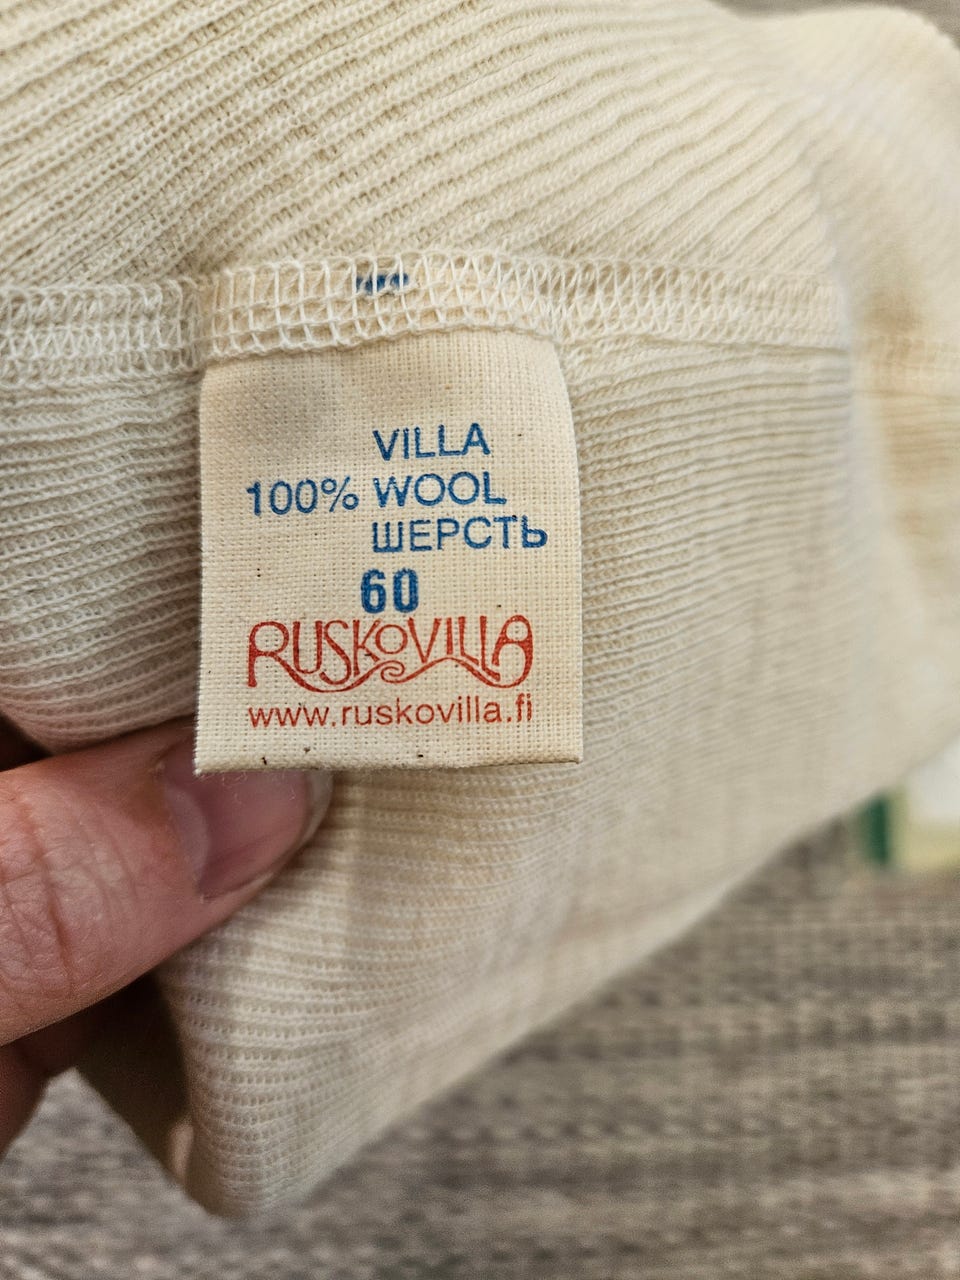 VILLA
100% WOOL
ШЕРСТЬ
60
RUSKOVILLA
www.ruskovilla.fi